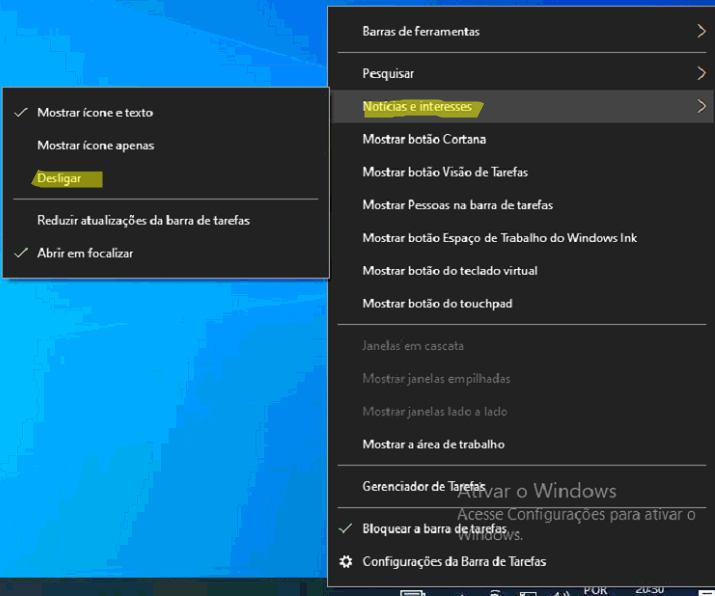 Barras de ferramentas
Pesquisar
Notícias e interesses
Mostrar botão Cortana
Mostrar botão Visão de Tarefas
Mostrar Pessoas na barra de tarefas
Mostrar botão Espaço de Trabalho do Windows Ink
Mostrar botão do teclado virtual
Mostrar botão do touchpad
Janelas em cascata
Mostrar janelas empilhadas
Mostrar janelas lado a lado
Mostrar a área de trabalho
Gerenciador de Tarefas
Bloquear a barra de tarefas
Configurações da Barra de Tarefas
Mostrar ícone e texto
Mostrar ícone apenas
Desligar
Reduzir atualizações da barra de tarefas
Abrir em focalizar
Ativar o Windows
Acesse Configurações para ativar o
Windows.
POR
20:30